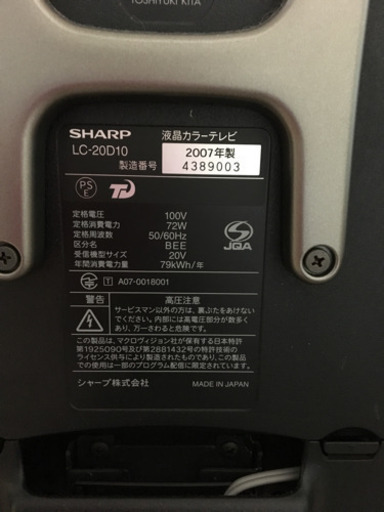 TOSHIYUKI KITA
SHARP 液晶カラーテレビ
LC-20D10 2007年製
製造番号 4389003
PS E TD
定格電圧 100V
定格消費電力 72W
定格周波数 50/60Hz
区分名 BEE
受信機型サイズ 20V
年間消費電力量 79kWh/年
JQA
T A07-0018001
警告 高圧注意
サービスマン以外の方は、裏ぶたをあけないで
ください。内部には高電圧部分が数多く
あり、万一さわると危険です。
この製品は、マクロヴィジョン社が保有する日本特許
第1925090号及び第2881432号の特許の
ライセンス供与により製造されたものであり、この製品
での使用は一部のプログラム配信に限定されています。
シャープ株式会社 MADE IN JAPAN